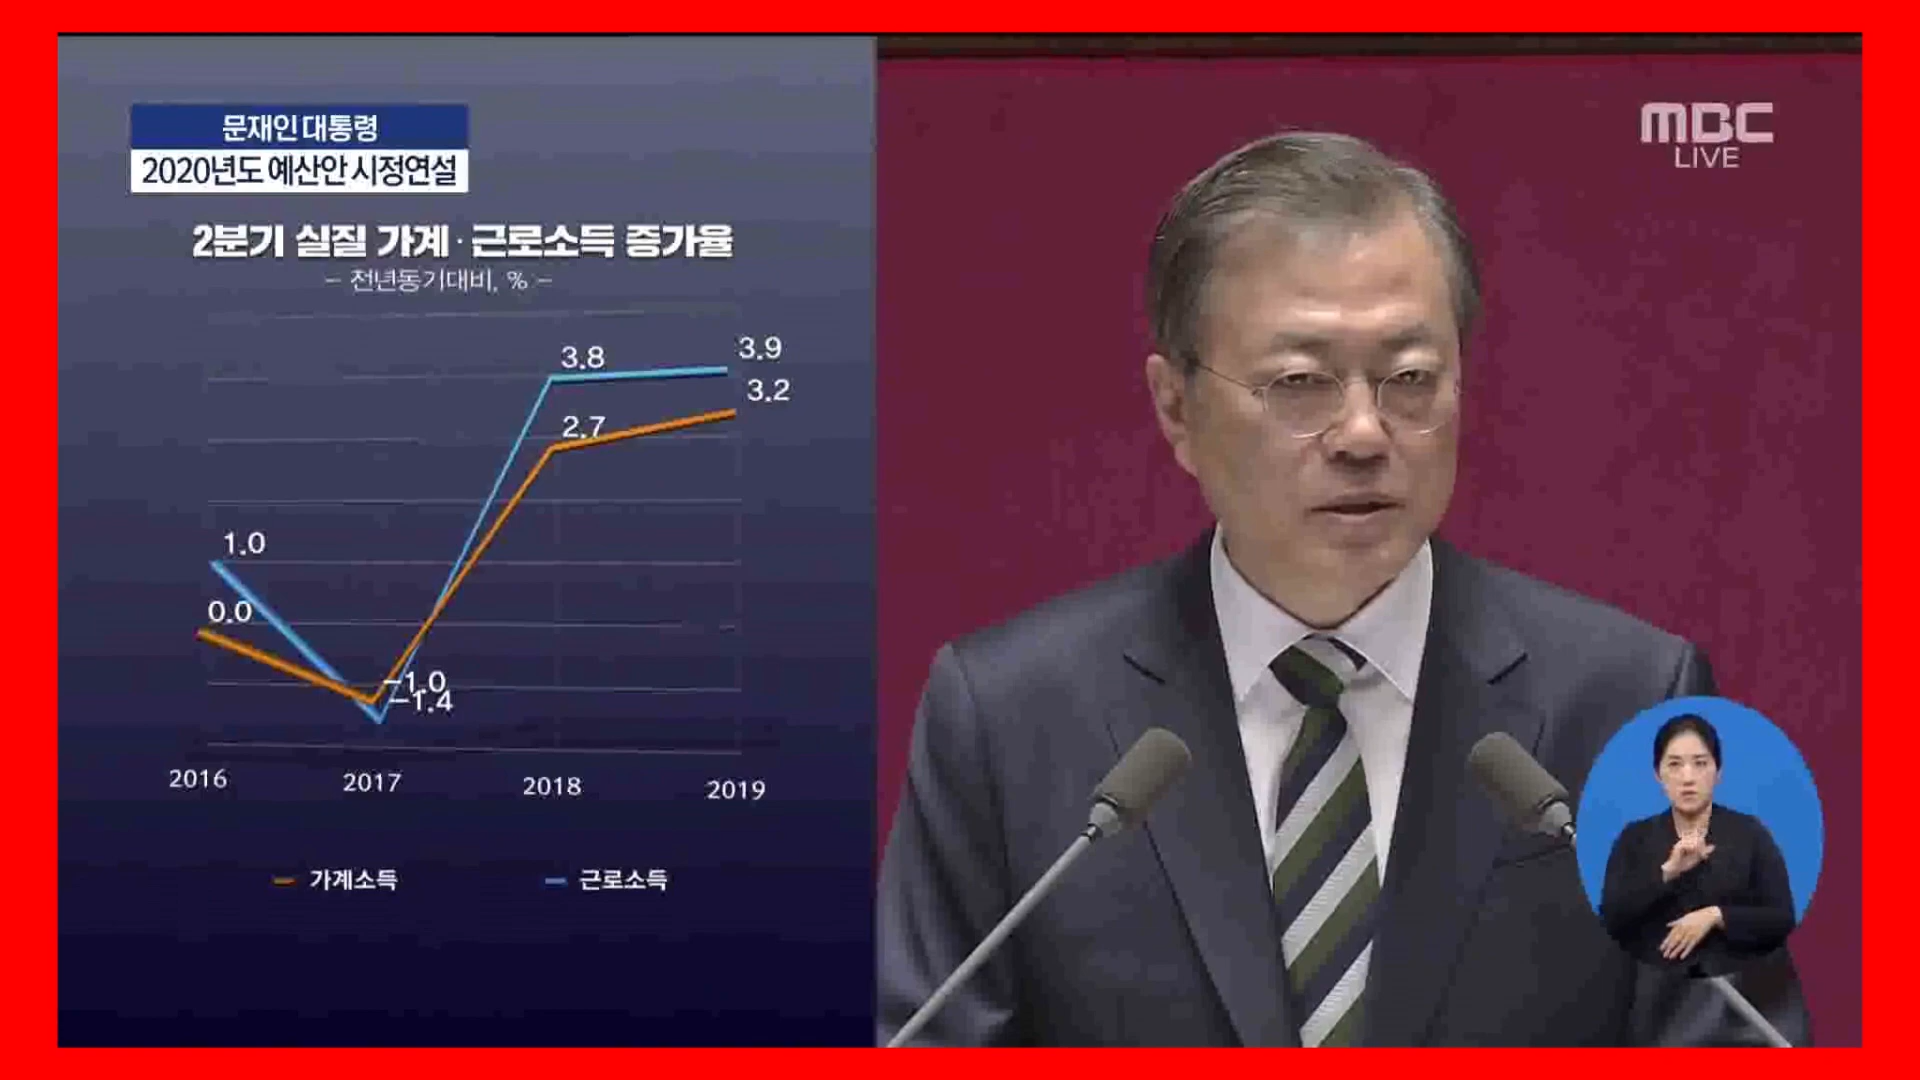 문재인 대통령
2020년도 예산안 시정연설
MBC
LIVE
2분기 실질 가계·근로소득 증가율
- 전년동기대비, % -
3.8
3.9
3.2
2.7
1.0
0.0
-1.0
-1.4
2016
2017
2018
2019
가계소득
근로소득